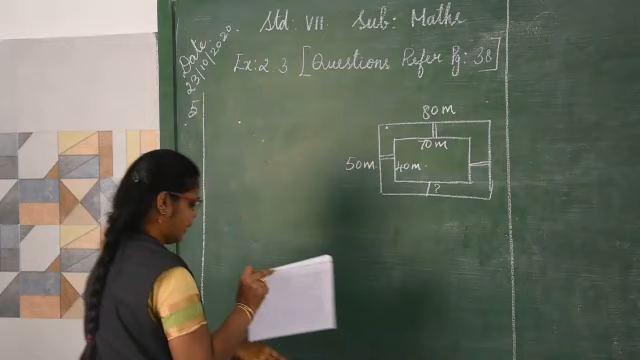 Std: VII Sub: Maths
Date
23/10/2020.
Ex: 2.3 [Questions Refer Pg: 38]
5
80m
70m
50m
40m
?